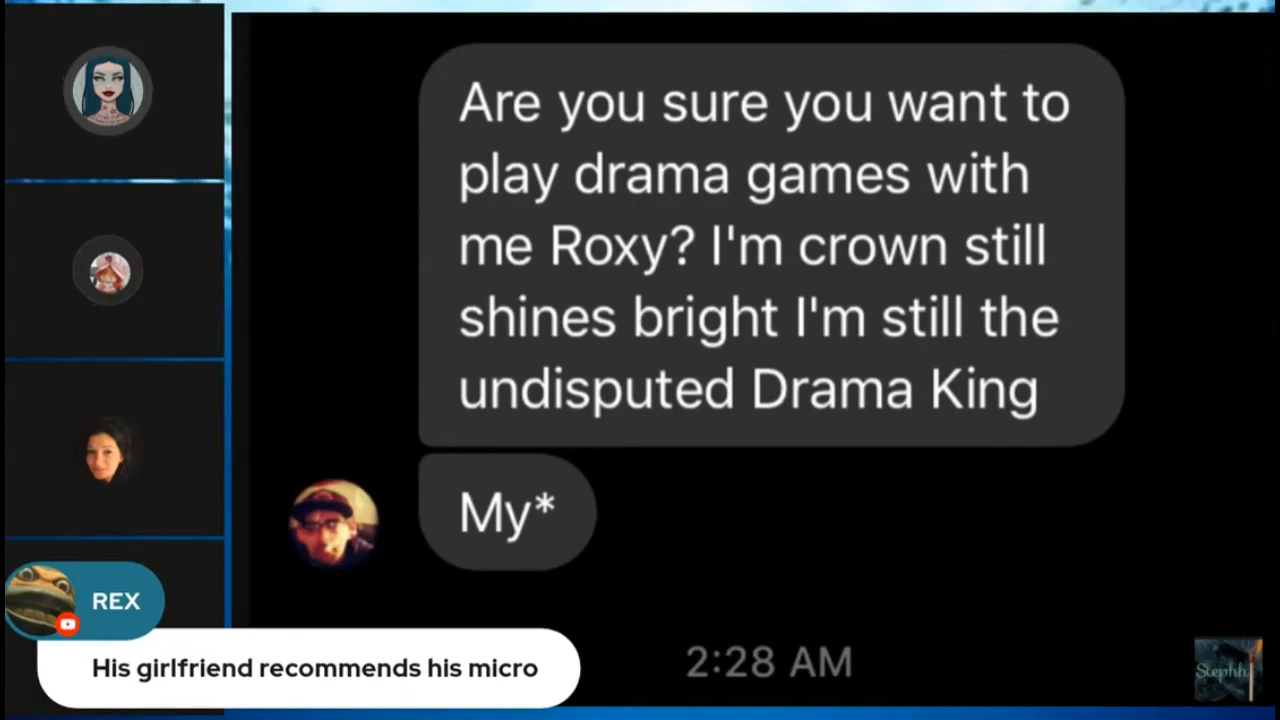 Are you sure you want to
play drama games with
me Roxy? I'm crown still
shines bright I'm still the
undisputed Drama King
My*
REX
His girlfriend recommends his micro
2:28 AM
Stephh